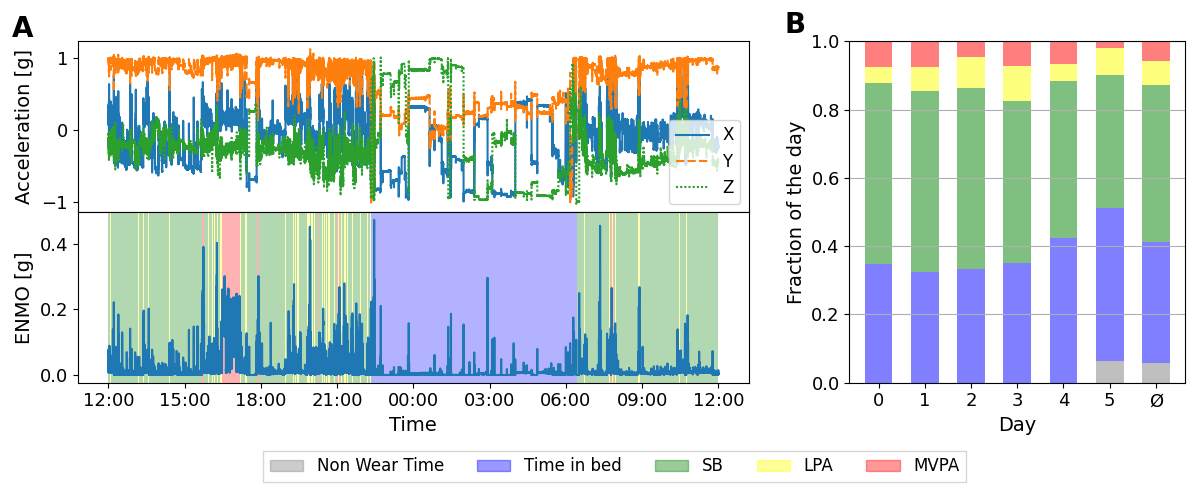 A
Acceleration [g]
1
0
−1
X
Y
Z
ENMO [g]
0.4
0.2
0.0
12:00 15:00 18:00 21:00 00:00 03:00 06:00 09:00 12:00
Time
B
Fraction of the day
1.0
0.8
0.6
0.4
0.2
0.0
0 1 2 3 4 5 Ø
Day
Non Wear Time Time in bed SB LPA MVPA